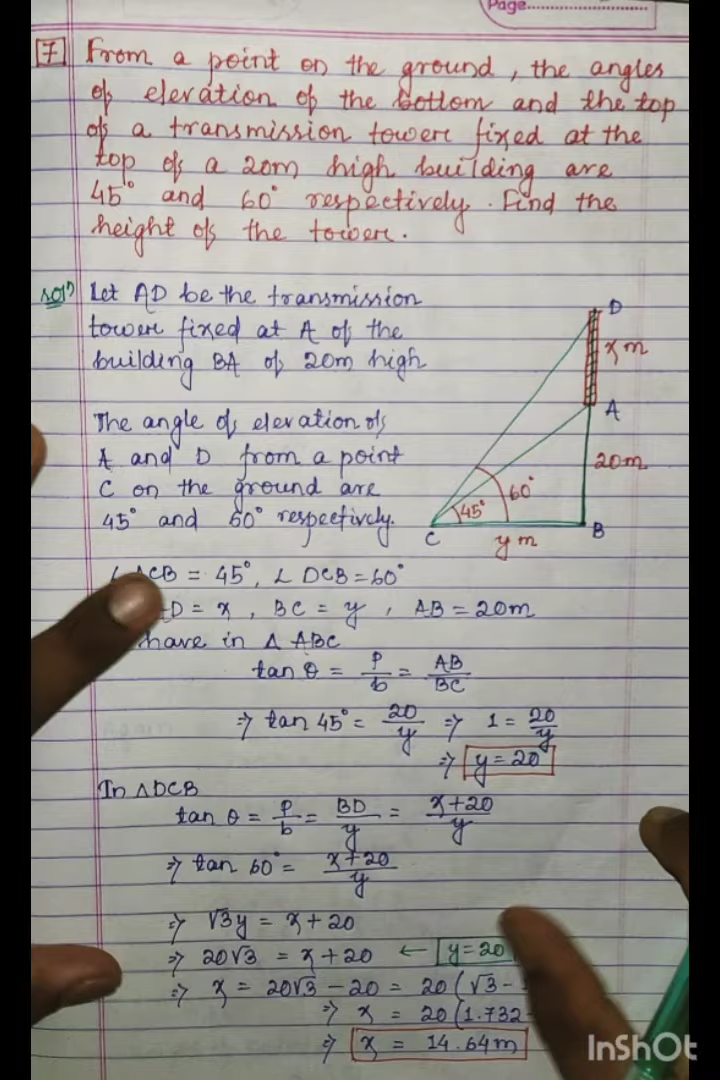 Page
7 From a point on the ground, the angles
of elevation of the bottom and the top
of a transmission tower fixed at the
top of a 20m high building are
45° and 60° respectively. Find the
height of the tower.
Solⁿ Let AD be the transmission
tower fixed at A of the
building BA of 20m high
The angle of elevation of
A and D from a point
C on the ground are
45° and 60° respectively.
D
x m
A
20m
60°
45°
C
B
y m
∠ACB = 45°, ∠DCB = 60°
D = x, BC = y, AB = 20m
have in △ ABC
tan θ = P/b = AB/BC
⇒ tan 45° = 20/y ⇒ 1 = 20/y
⇒ y = 20
In △DCB
tan θ = P/b = BD/y = x+20/y
⇒ tan 60° = x+20/y
⇒ √3y = x + 20
⇒ 20√3 = x + 20 ← y = 20
⇒ x = 20√3 - 20 = 20(√3 -
⇒ x = 20(1.732 -
⇒ x = 14.64m
InShOt